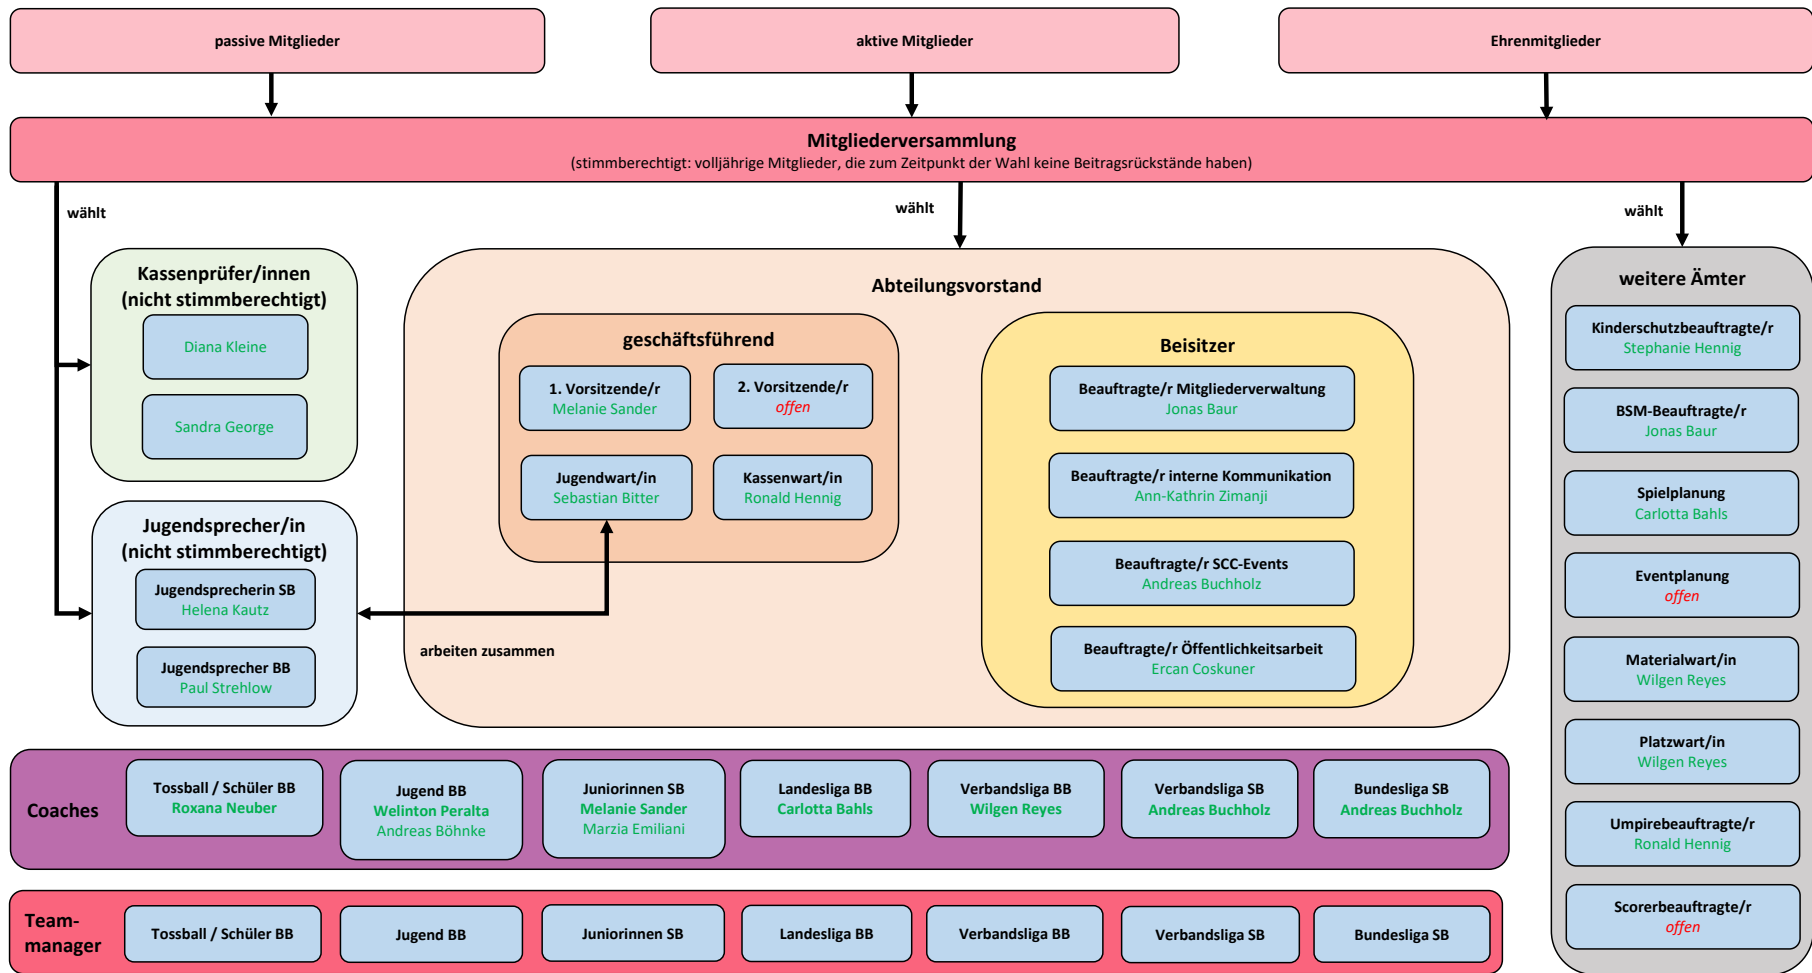 passive Mitglieder
aktive Mitglieder
Ehrenmitglieder
Mitgliederversammlung
(stimmberechtigt: volljährige Mitglieder, die zum Zeitpunkt der Wahl keine Beitragsrückstände haben)
wählt
wählt
wählt
Kassenprüfer/innen
(nicht stimmberechtigt)
Diana Kleine
Sandra George
Jugendsprecher/in
(nicht stimmberechtigt)
Jugendsprecherin SB
Helena Kautz
Jugendsprecher BB
Paul Strehlow
arbeiten zusammen
Abteilungsvorstand
geschäftsführend
1. Vorsitzende/r
Melanie Sander
2. Vorsitzende/r
offen
Jugendwart/in
Sebastian Bitter
Kassenwart/in
Ronald Hennig
Beisitzer
Beauftragte/r Mitgliederverwaltung
Jonas Baur
Beauftragte/r interne Kommunikation
Ann-Kathrin Zimanji
Beauftragte/r SCC-Events
Andreas Buchholz
Beauftragte/r Öffentlichkeitsarbeit
Ercan Coskuner
weitere Ämter
Kinderschutzbeauftragte/r
Stephanie Hennig
BSM-Beauftragte/r
Jonas Baur
Spielplanung
Carlotta Bahls
Eventplanung
offen
Materialwart/in
Wilgen Reyes
Platzwart/in
Wilgen Reyes
Umpirebeauftragte/r
Ronald Hennig
Scorerbeauftragte/r
offen
Coaches
Tossball / Schüler BB
Roxana Neuber
Jugend BB
Welinton Peralta
Andreas Böhnke
Juniorinnen SB
Melanie Sander
Marzia Emiliani
Landesliga BB
Carlotta Bahls
Verbandsliga BB
Wilgen Reyes
Verbandsliga SB
Andreas Buchholz
Bundesliga SB
Andreas Buchholz
Team-
manager
Tossball / Schüler BB
Jugend BB
Juniorinnen SB
Landesliga BB
Verbandsliga BB
Verbandsliga SB
Bundesliga SB